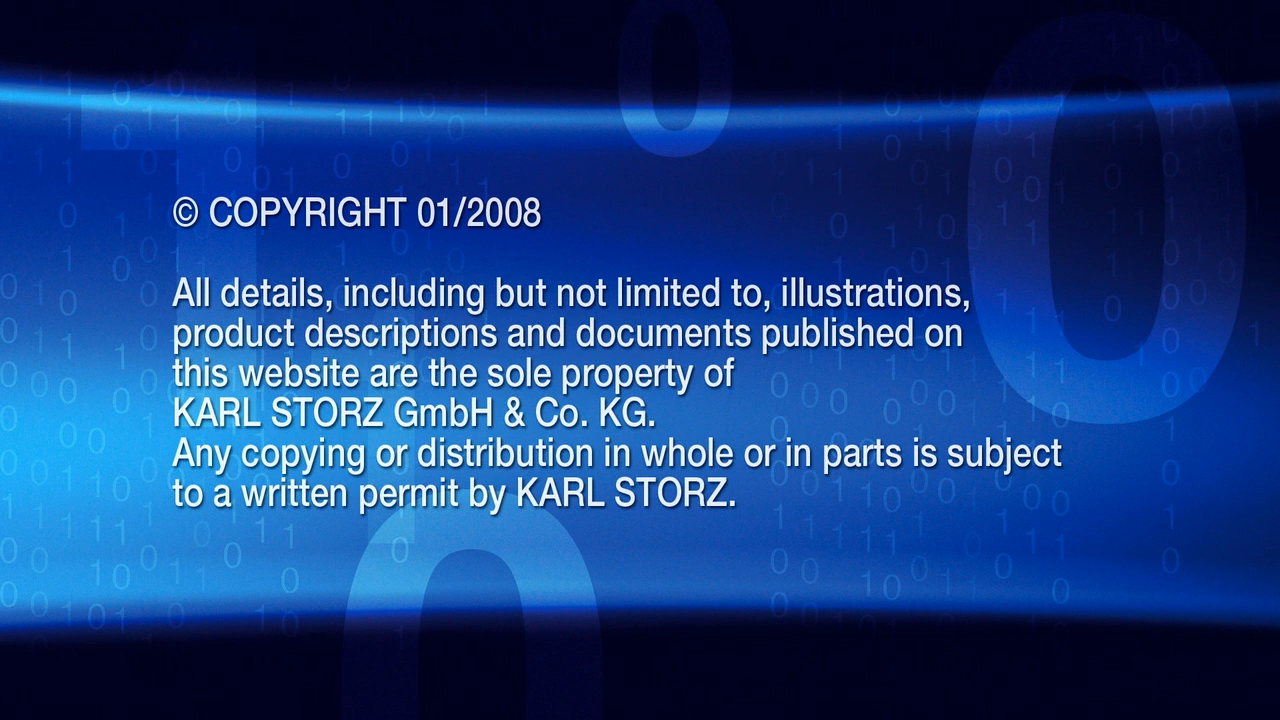 © COPYRIGHT 01/2008
All details, including but not limited to, illustrations,
product descriptions and documents published on
this website are the sole property of
KARL STORZ GmbH & Co. KG.
Any copying or distribution in whole or in parts is subject
to a written permit by KARL STORZ.